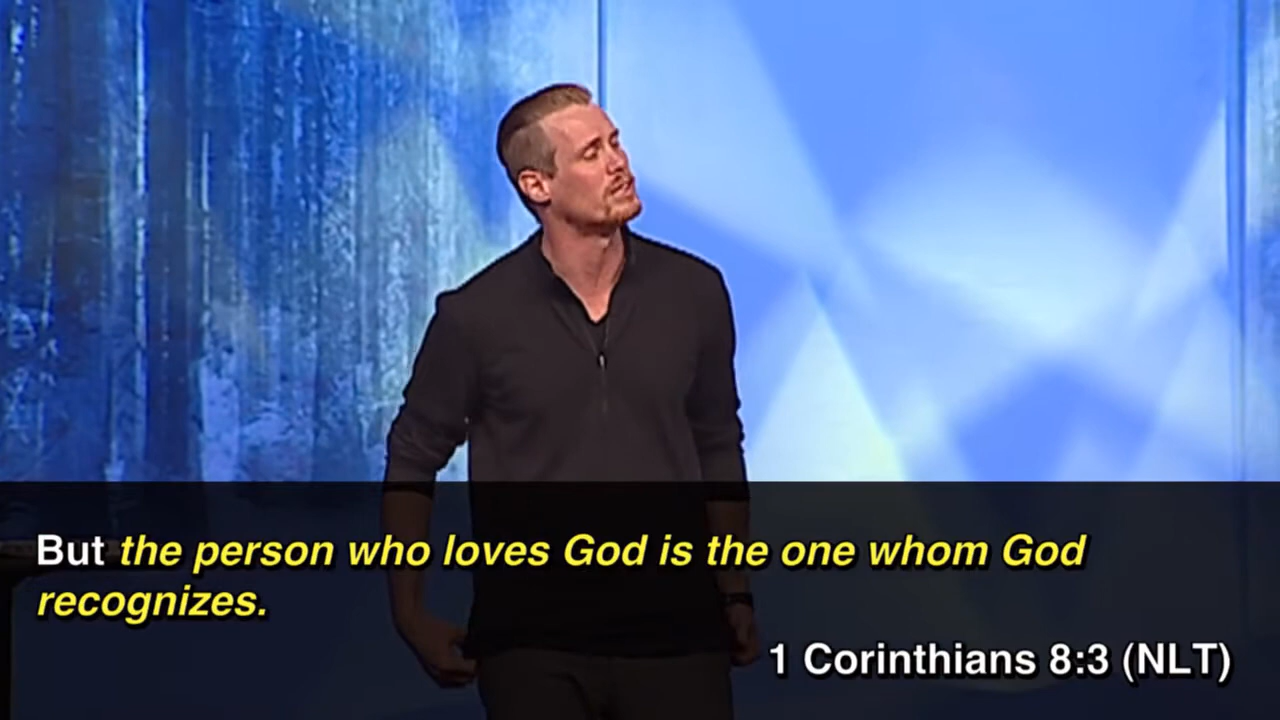 But the person who loves God is the one whom God
recognizes.
1 Corinthians 8:3 (NLT)